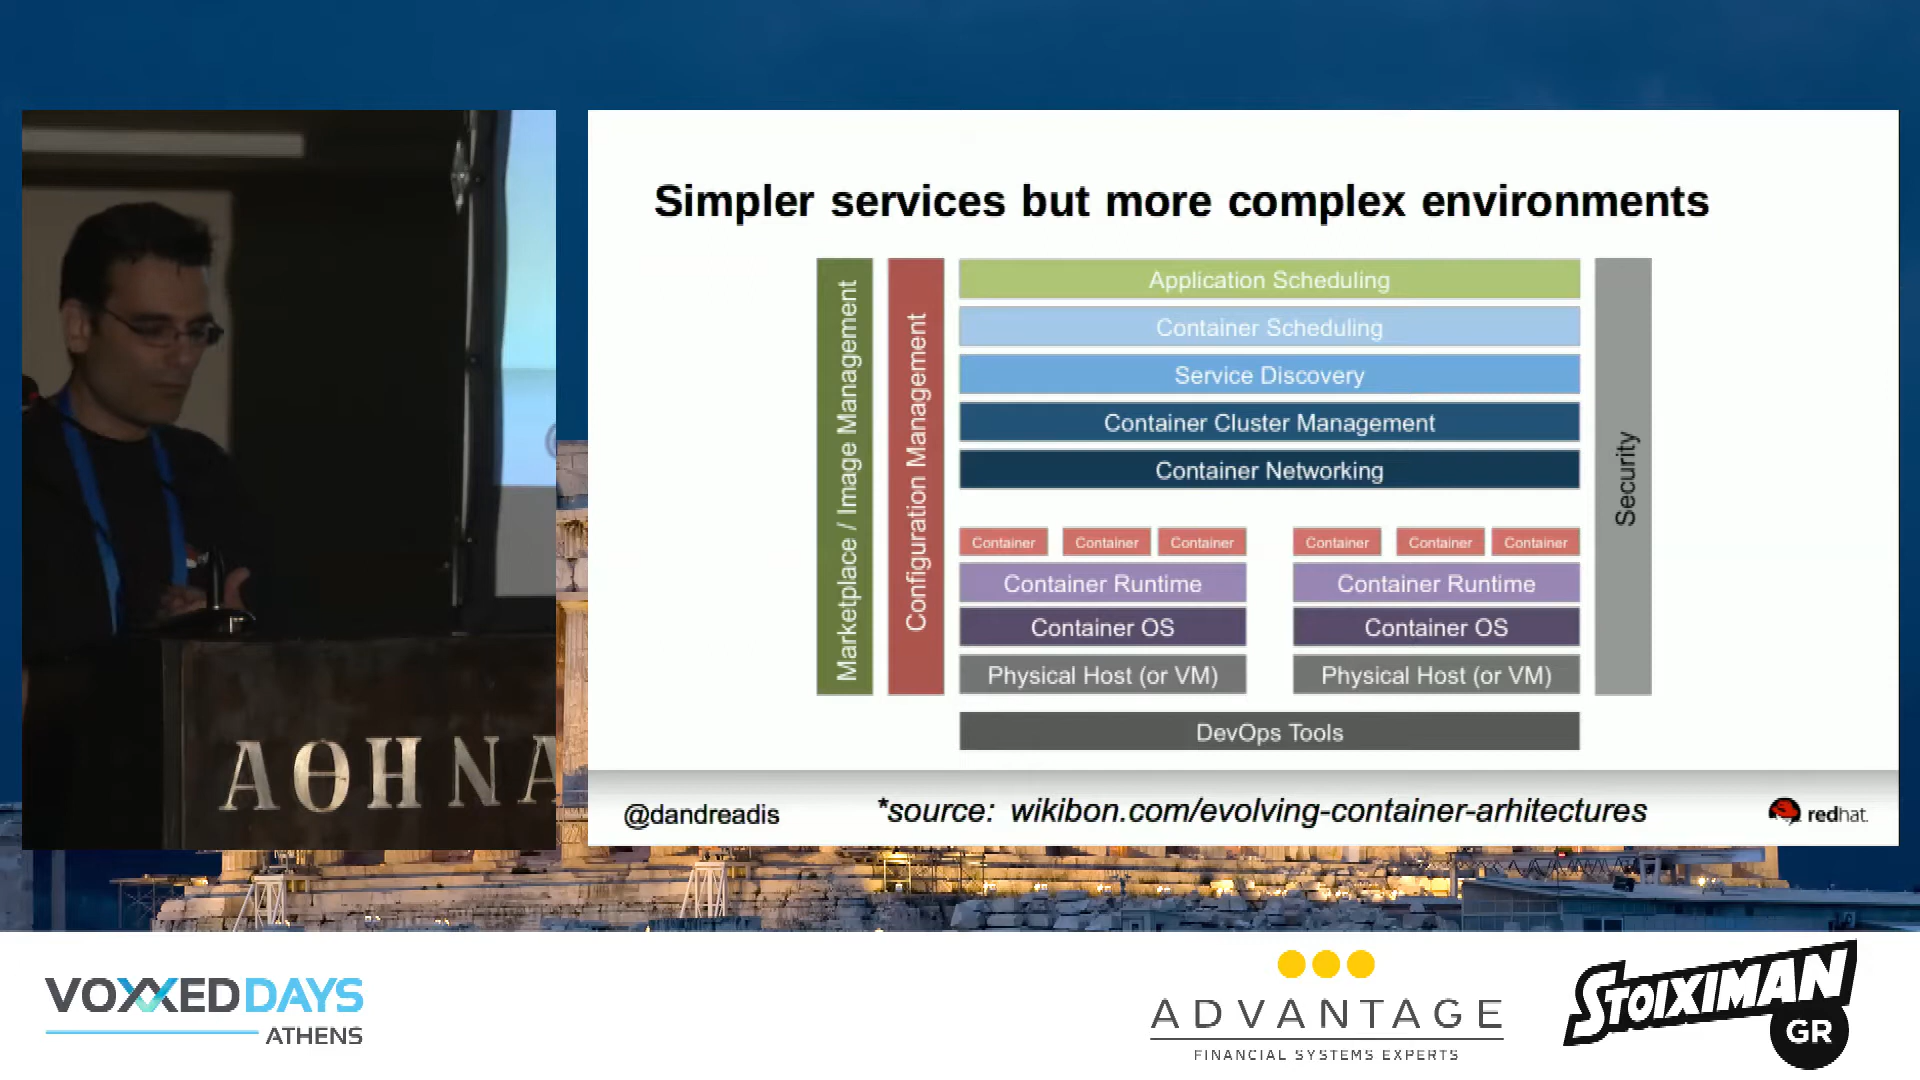 Simpler services but more complex environments
Marketplace / Image Management
Configuration Management
Application Scheduling
Container Scheduling
Service Discovery
Container Cluster Management
Container Networking
Container Container Container Container Container Container
Container Runtime Container Runtime
Container OS Container OS
Physical Host (or VM) Physical Host (or VM)
DevOps Tools
Security
@dandreadis
*source: wikibon.com/evolving-container-arhitectures
redhat.
ΑΘΗΝΑ
VOXXED DAYS
ATHENS
ADVANTAGE
FINANCIAL SYSTEMS EXPERTS
STOIXIMAN
GR